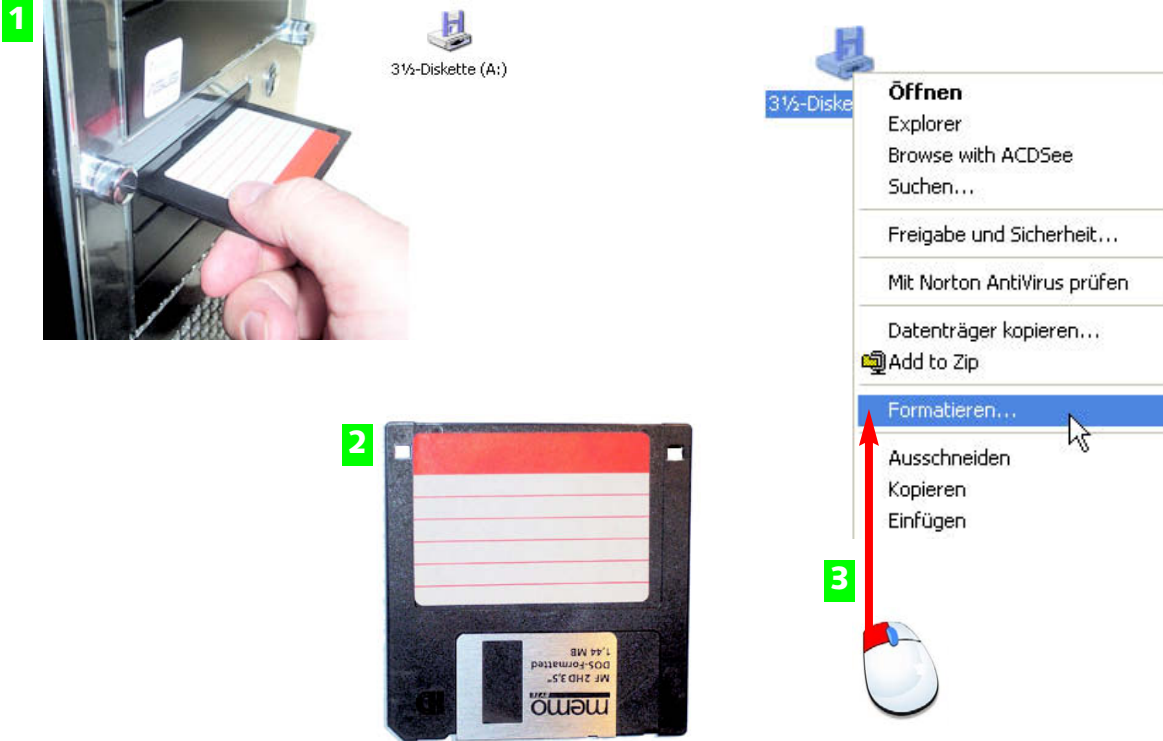 1
3½-Diskette (A:)
3½-Diske
Öffnen
Explorer
Browse with ACDSee
Suchen...
Freigabe und Sicherheit...
Mit Norton AntiVirus prüfen
Datenträger kopieren...
Add to Zip
Formatieren...
Ausschneiden
Kopieren
Einfügen
2
memo
MF 2HD 3,5"
DOS-Formatted
1,44 MB
HD
3